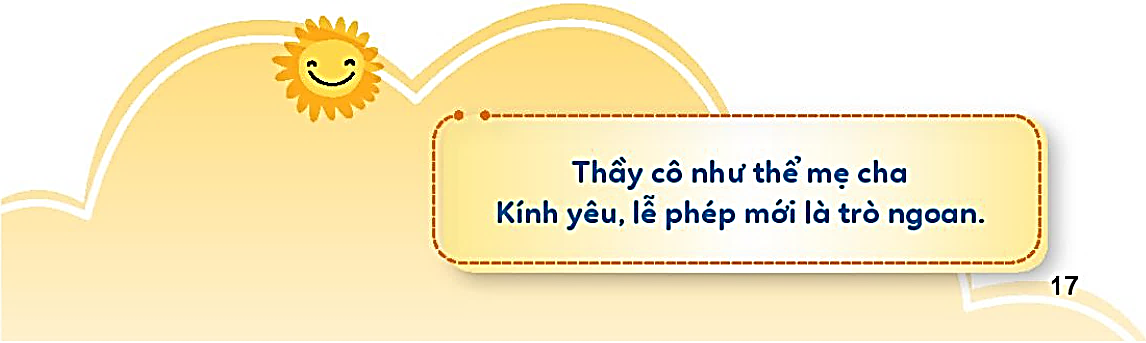 Thầy cô như thể mẹ cha
Kính yêu, lễ phép mới là trò ngoan.
17